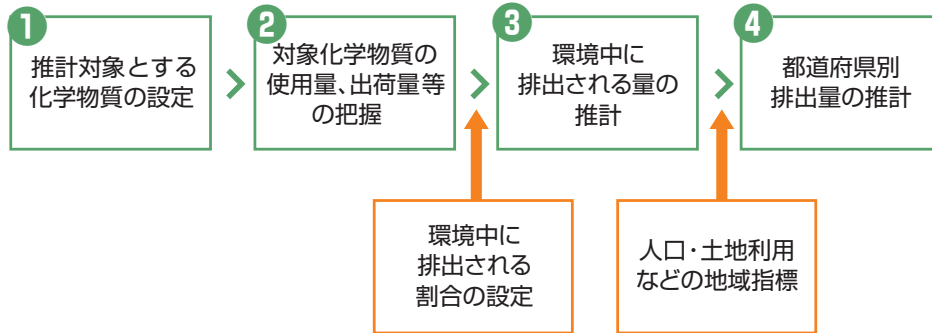 1
推計対象とする
化学物質の設定
2
対象化学物質の
使用量、出荷量等
の把握
3
環境中に
排出される量の
推計
4
都道府県別
排出量の推計
環境中に
排出される
割合の設定
人口・土地利用
などの地域指標